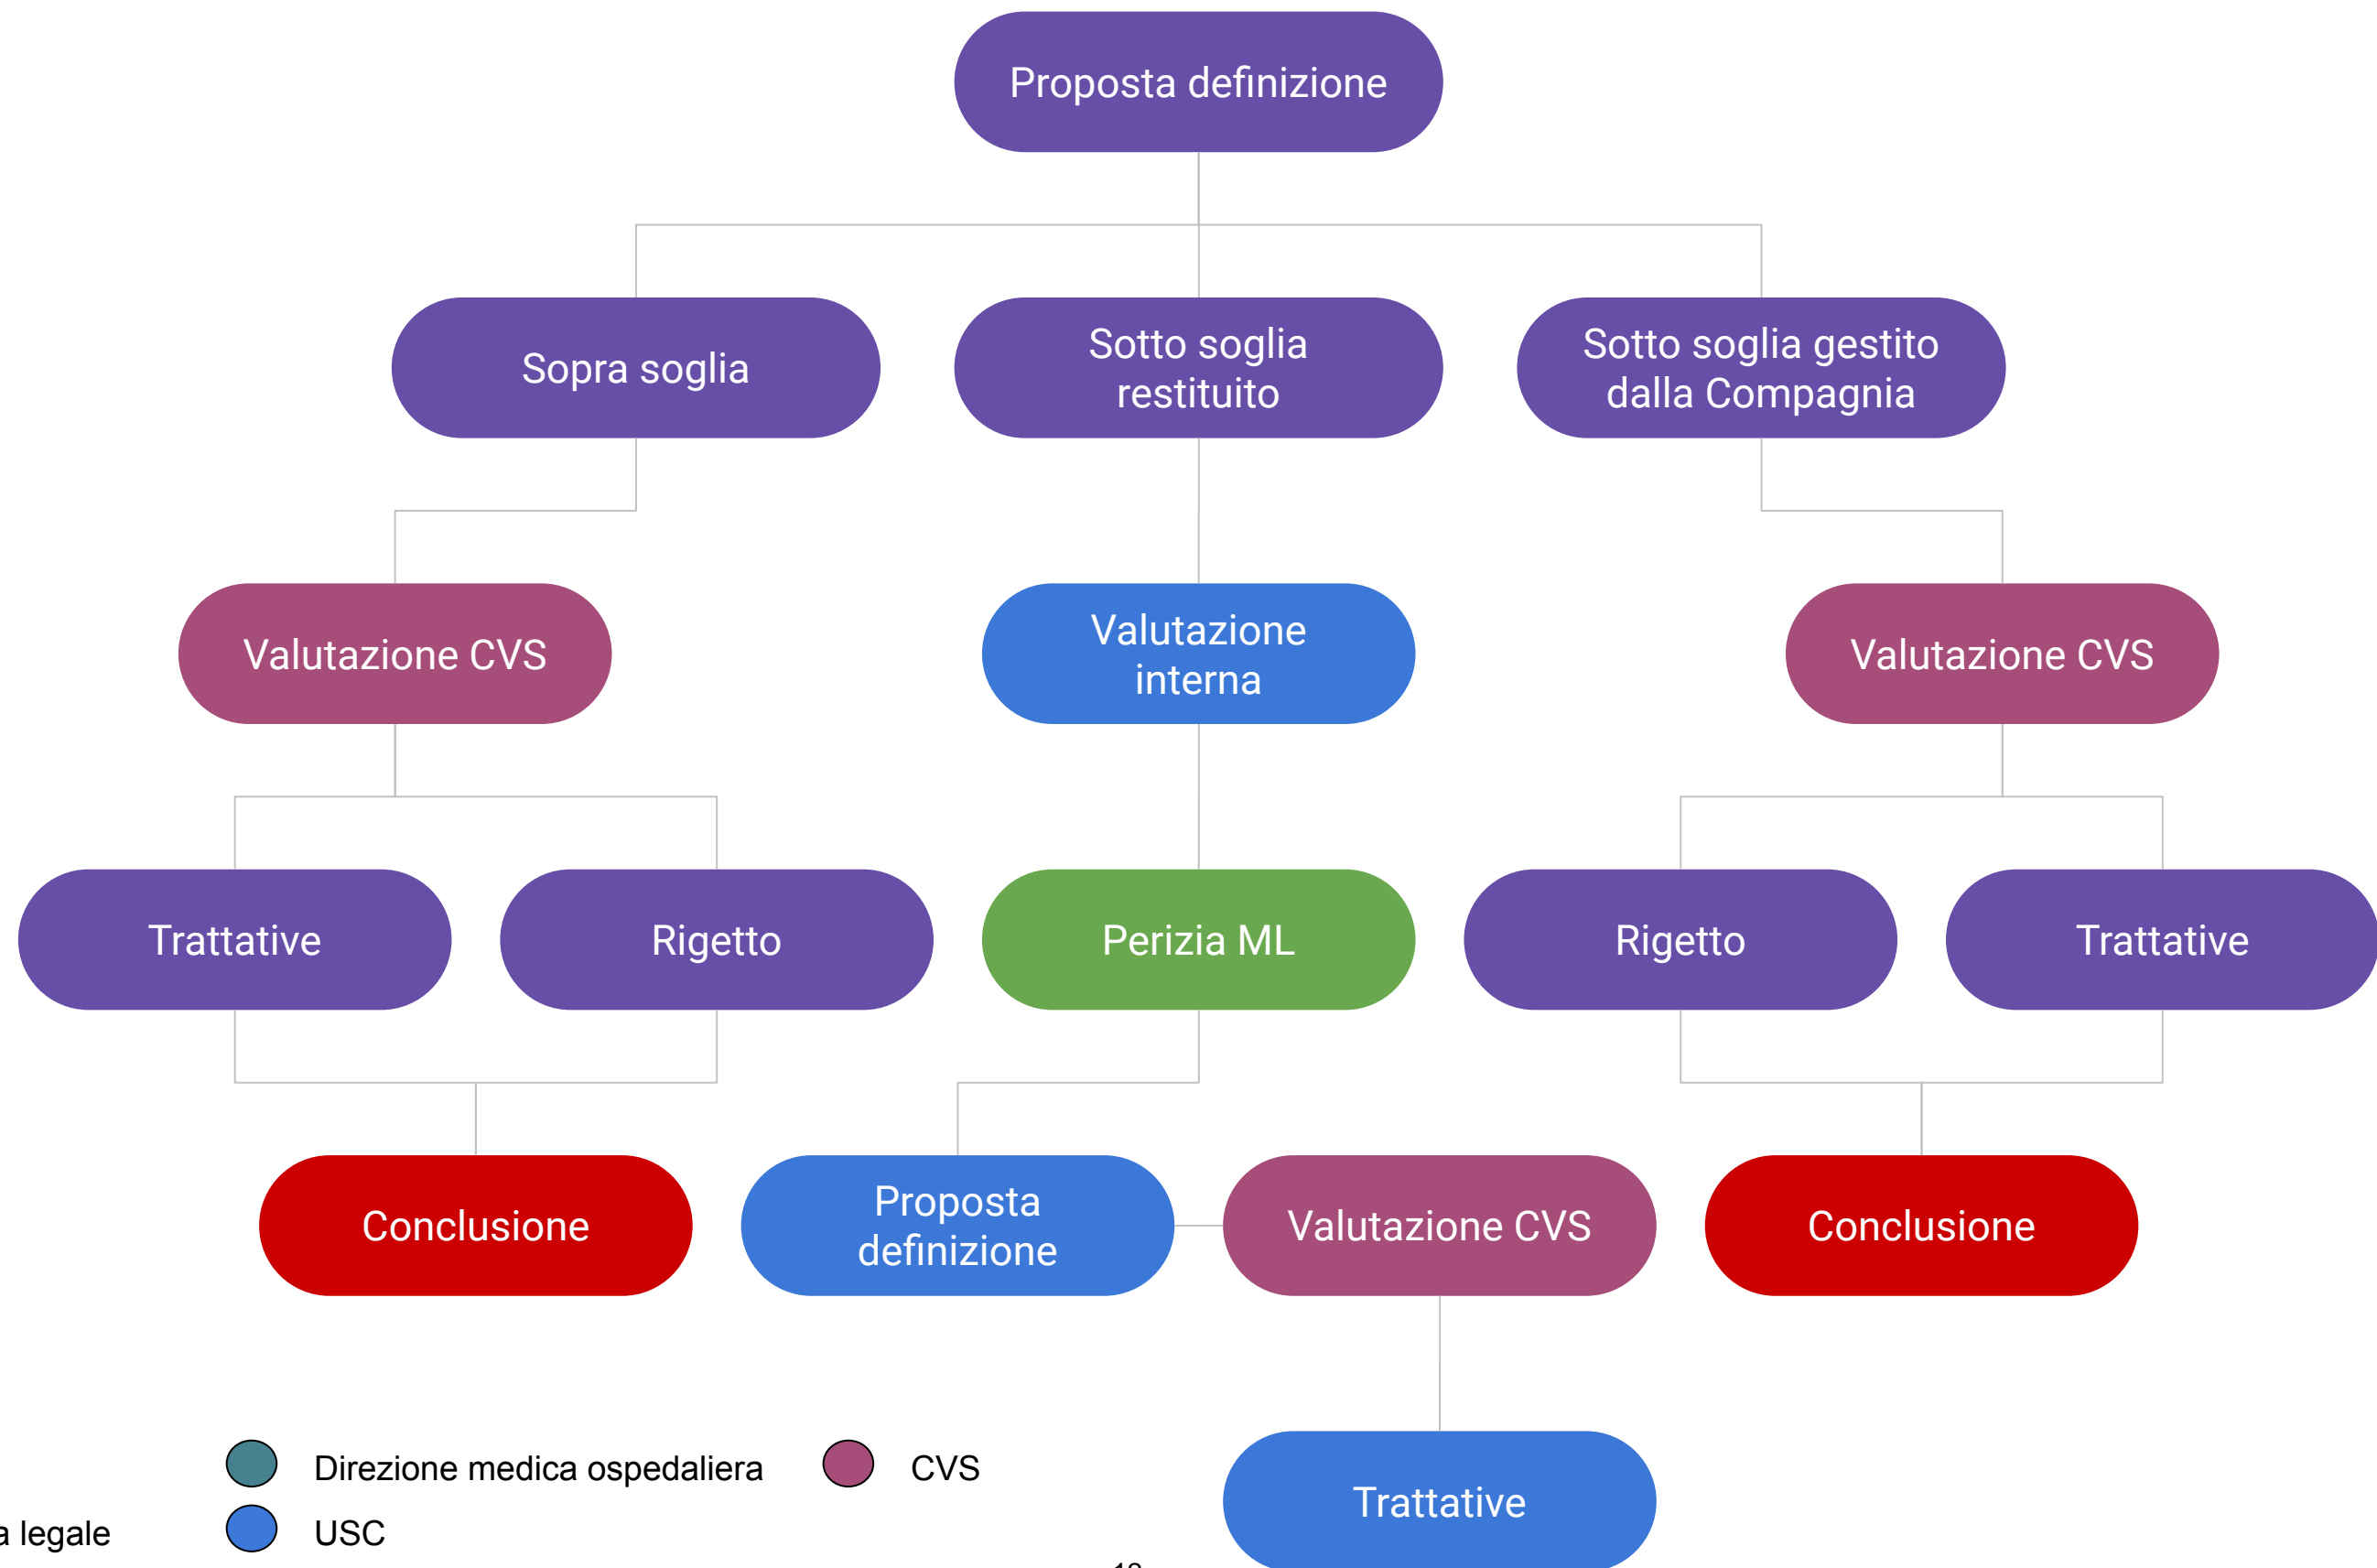 Proposta definizione
Sopra soglia
Sotto soglia
restituito
Sotto soglia gestito
dalla Compagnia
Valutazione CVS
Valutazione
interna
Valutazione CVS
Trattative
Rigetto
Perizia ML
Rigetto
Trattative
Conclusione
Proposta
definizione
Valutazione CVS
Conclusione
Direzione medica ospedaliera
CVS
Trattative
legale
USC